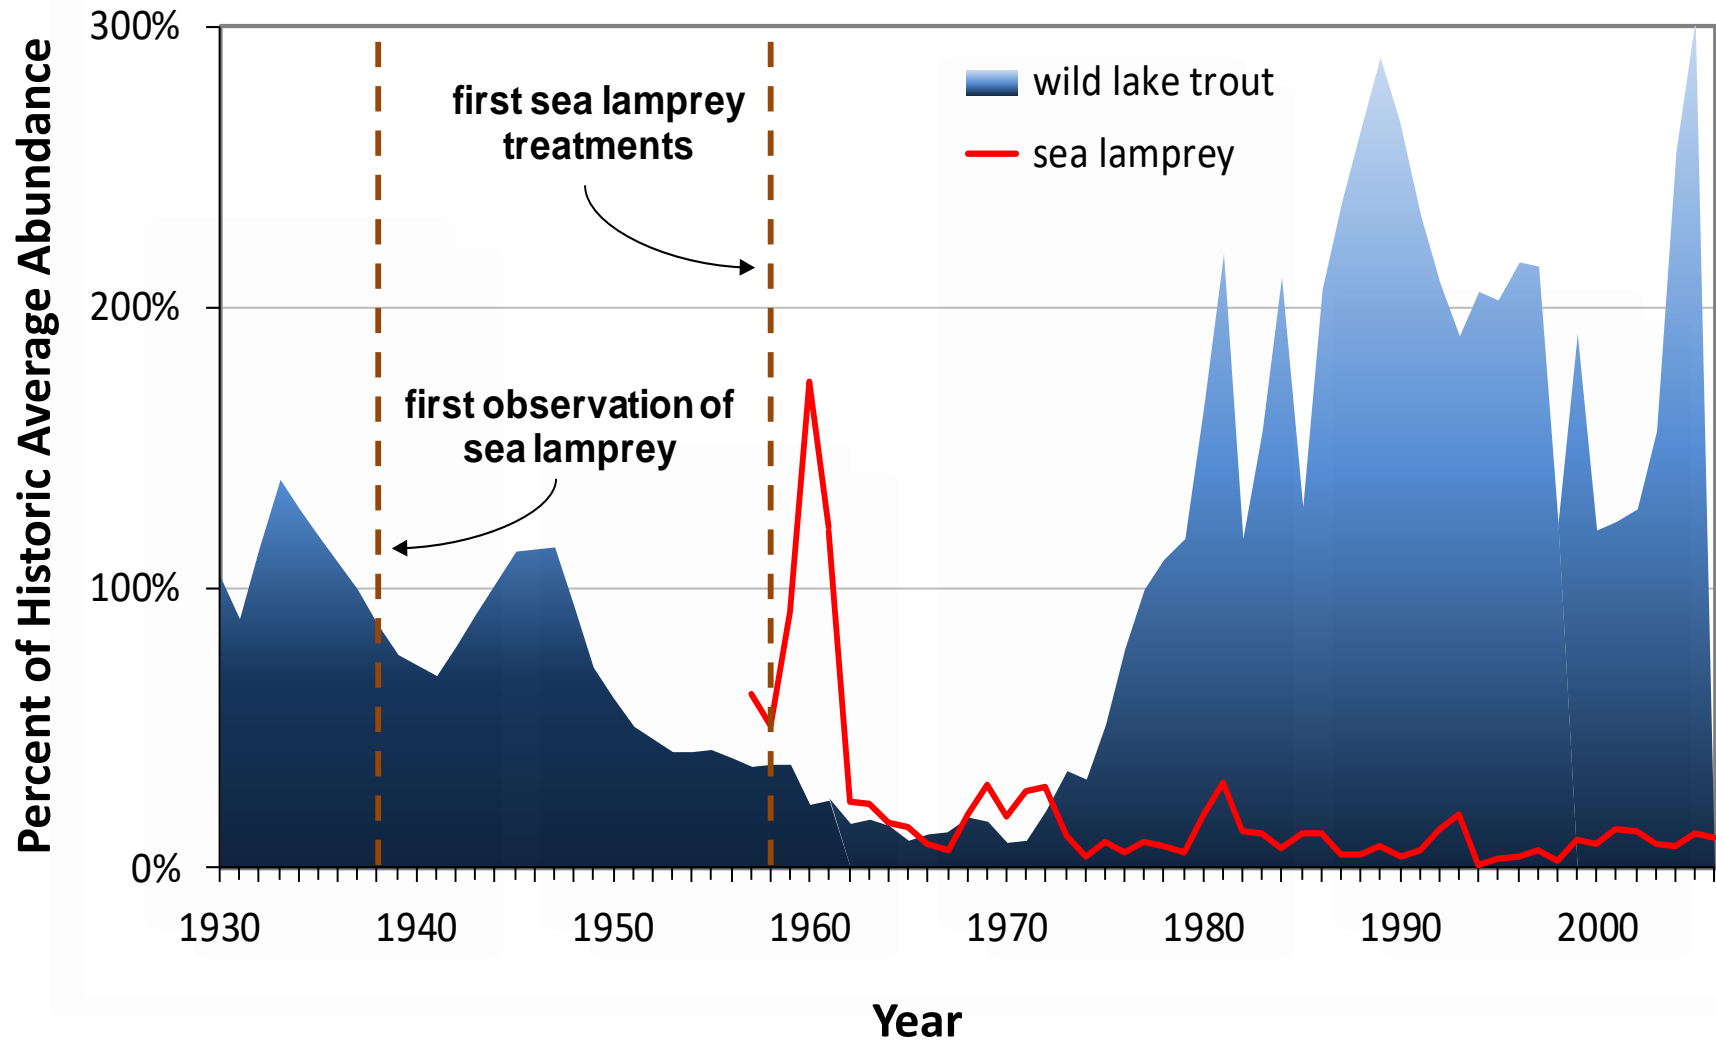 300%
200%
100%
0%
Percent of Historic Average Abundance
first sea lamprey
treatments
first observation of
sea lamprey
wild lake trout
sea lamprey
1930 1940 1950 1960 1970 1980 1990 2000
Year